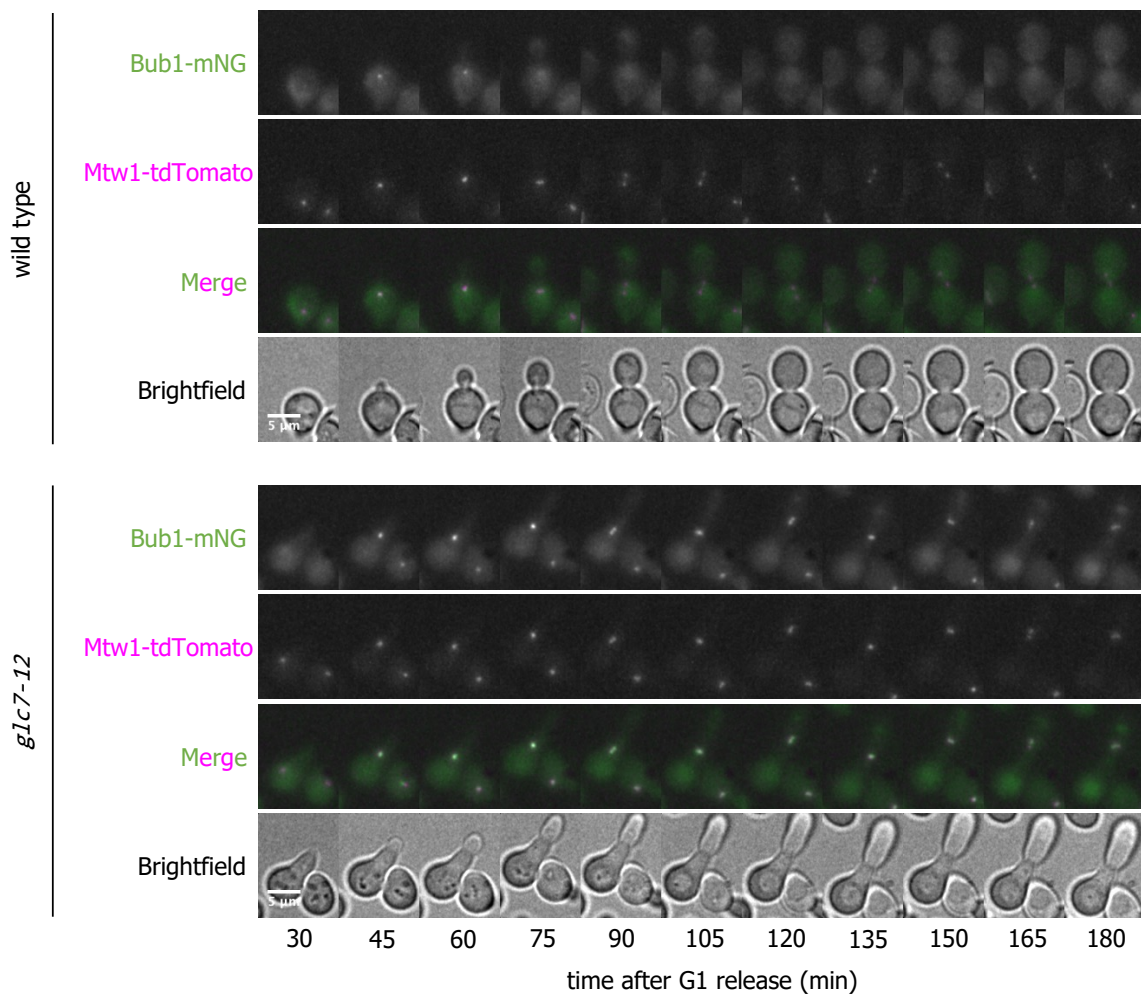 wild type
Bub1-mNG
Mtw1-tdTomato
Merge
Brightfield
5 µm
glc7-12
Bub1-mNG
Mtw1-tdTomato
Merge
Brightfield
5 µm
30 45 60 75 90 105 120 135 150 165 180
time after G1 release (min)